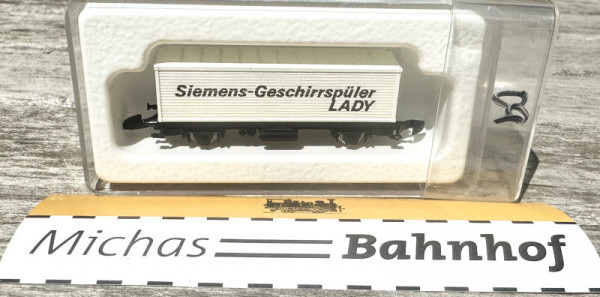 Siemens-Geschirrspüler
LADY
Michas Bahnhof